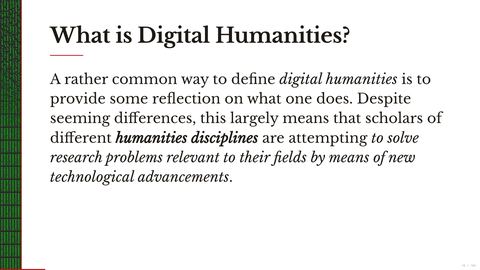 What is Digital Humanities?
A rather common way to define digital humanities is to
provide some reflection on what one does. Despite
seeming differences, this largely means that scholars of
different humanities disciplines are attempting to solve
research problems relevant to their fields by means of new
technological advancements.